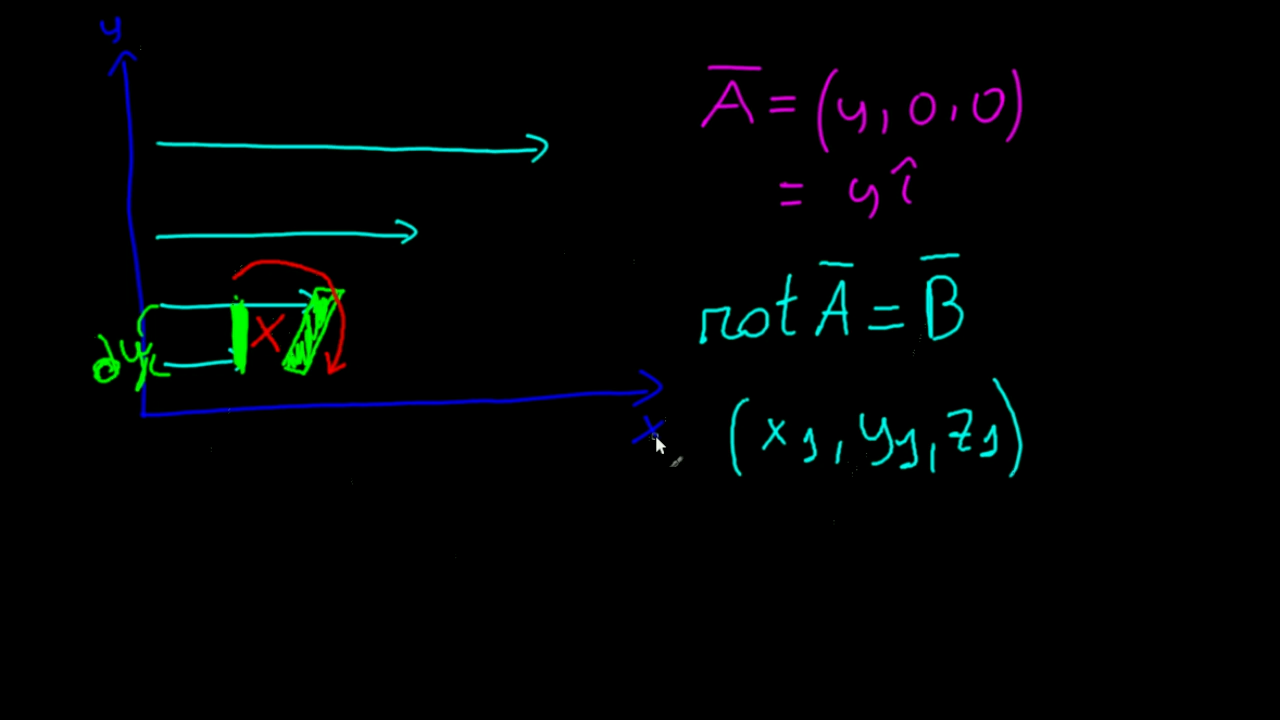 y
A̅ = (y, 0, 0)
= y î
rot A̅ = B̅
X
dy
x
(x₁, y₁, z₁)